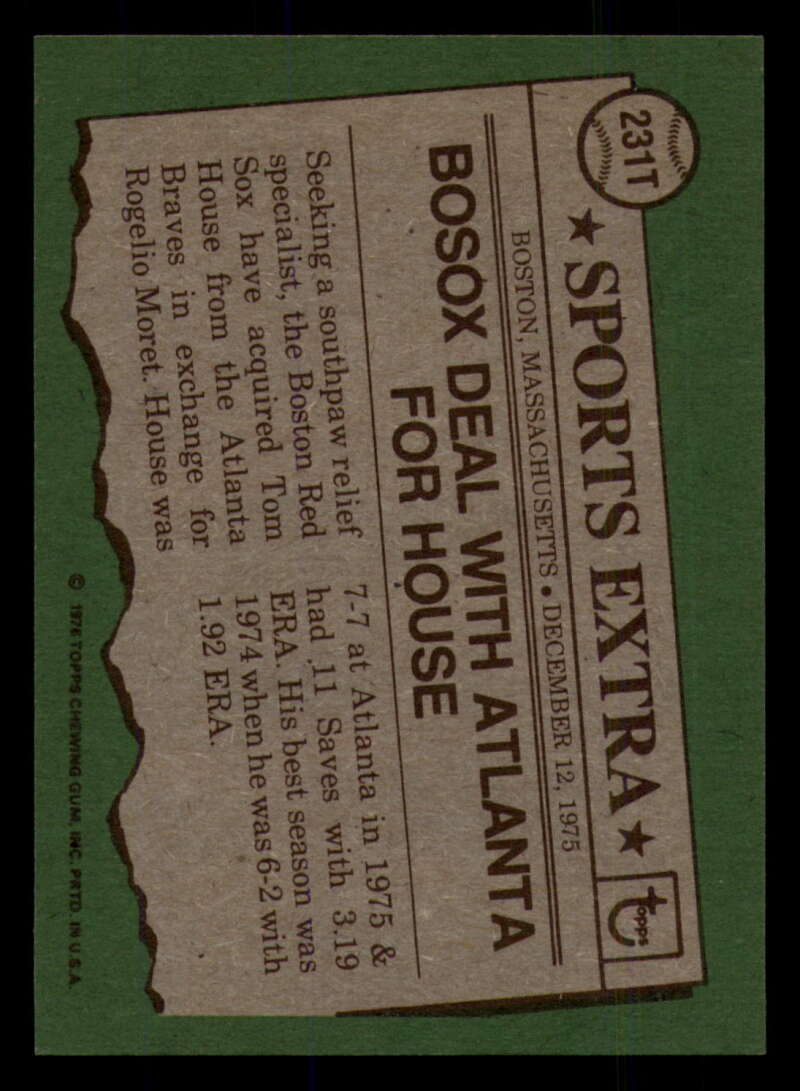 231T
★ SPORTS EXTRA ★
topps
BOSTON, MASSACHUSETTS • DECEMBER 12, 1975
BOSOX DEAL WITH ATLANTA
FOR HOUSE
Seeking a southpaw relief
specialist, the Boston Red
Sox have acquired Tom
House from the Atlanta
Braves in exchange for
Rogelio Moret. House was
7-7 at Atlanta in 1975 &
had 11 Saves with 3.19
ERA. His best season was
1974 when he was 6-2 with
1.92 ERA.
© 1976 TOPPS CHEWING GUM, INC. PRTD. IN U.S.A.